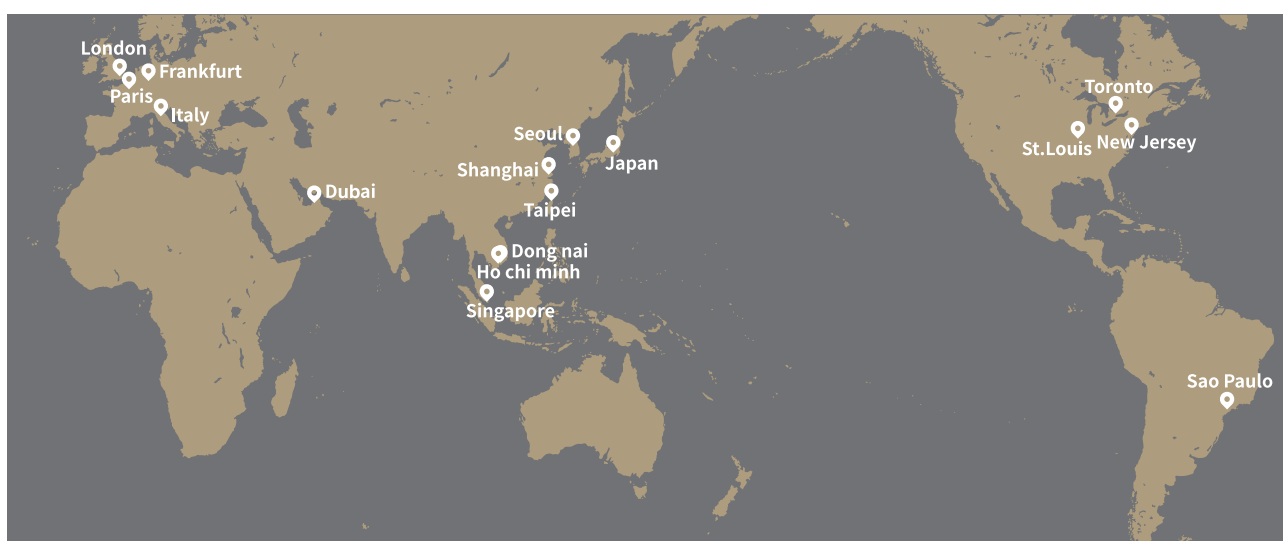 London
Frankfurt
Paris
Italy
Dubai
Seoul
Japan
Shanghai
Taipei
Dong nai
Ho chi minh
Singapore
Toronto
St.Louis
New Jersey
Sao Paulo